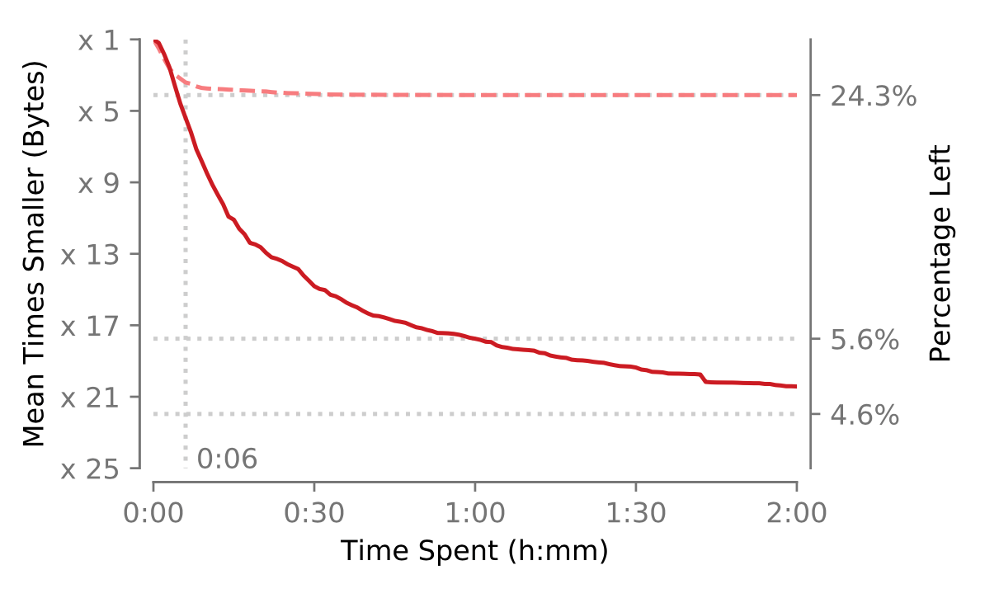 Mean Times Smaller (Bytes)
x 1
x 5
x 9
x 13
x 17
x 21
x 25
0:06
24.3%
5.6%
4.6%
Percentage Left
0:00 0:30 1:00 1:30 2:00
Time Spent (h:mm)